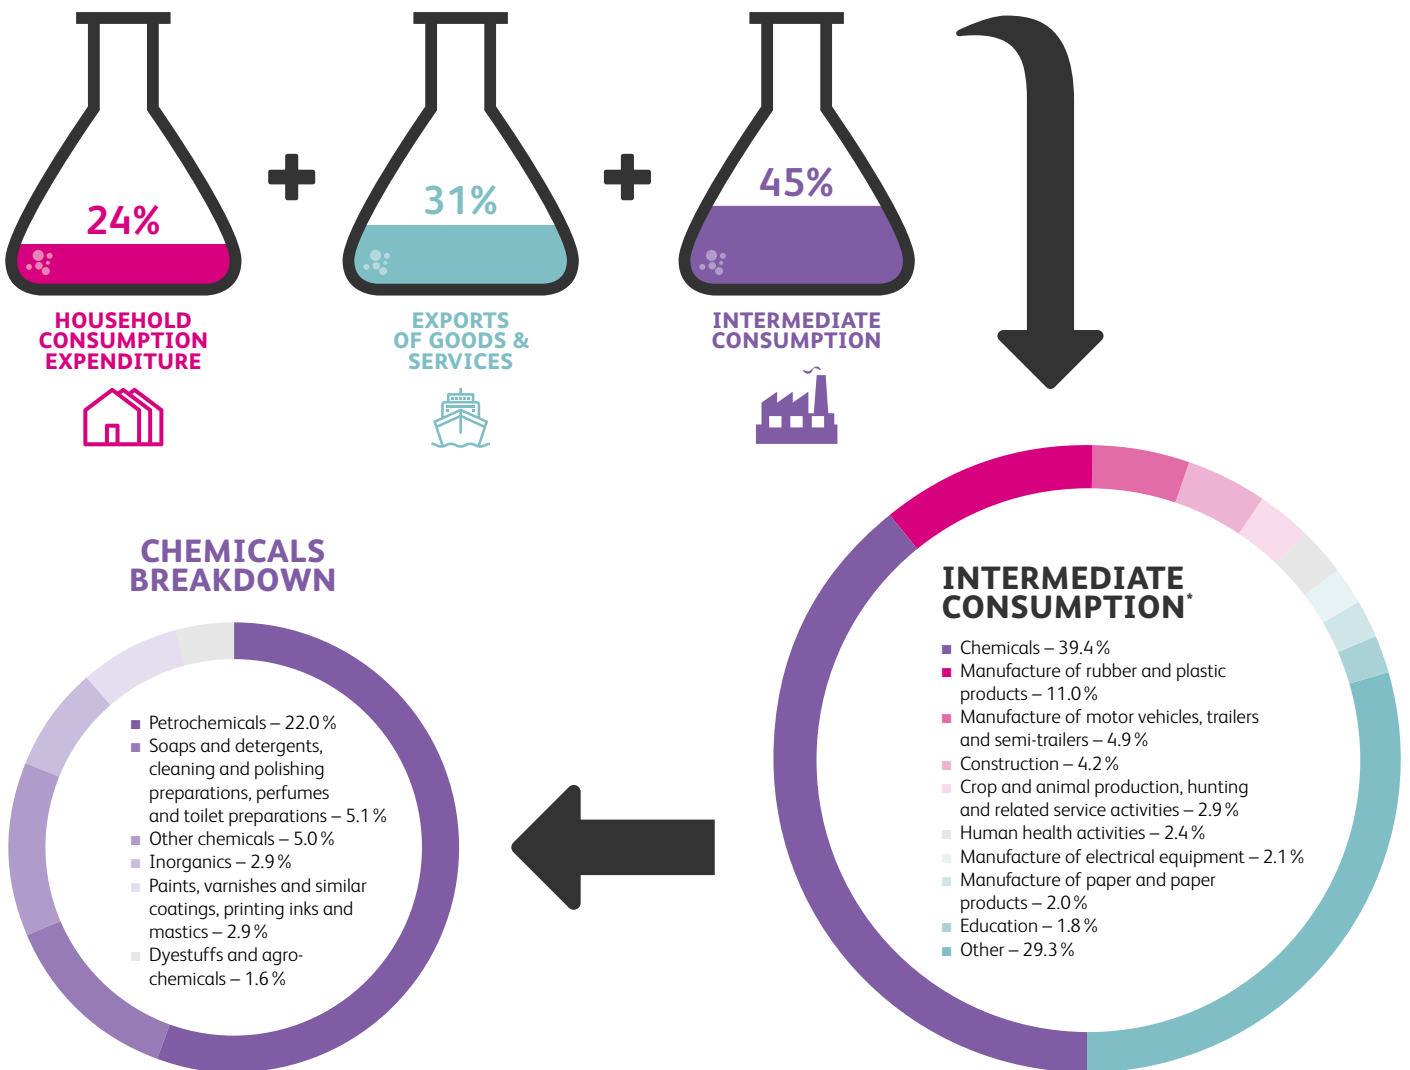 24%
31%
45%
HOUSEHOLD
CONSUMPTION
EXPENDITURE
EXPORTS
OF GOODS &
SERVICES
INTERMEDIATE
CONSUMPTION
INTERMEDIATE
CONSUMPTION*
Chemicals – 39.4%
Manufacture of rubber and plastic
products – 11.0%
Manufacture of motor vehicles, trailers
and semi-trailers – 4.9%
Construction – 4.2%
Crop and animal production, hunting
and related service activities – 2.9%
Human health activities – 2.4%
Manufacture of electrical equipment – 2.1%
Manufacture of paper and paper
products – 2.0%
Education – 1.8%
Other – 29.3%
CHEMICALS
BREAKDOWN
Petrochemicals – 22.0%
Soaps and detergents,
cleaning and polishing
preparations, perfumes
and toilet preparations – 5.1%
Other chemicals – 5.0%
Inorganics – 2.9%
Paints, varnishes and similar
coatings, printing inks and
mastics – 2.9%
Dyestuffs and agro-
chemicals – 1.6%